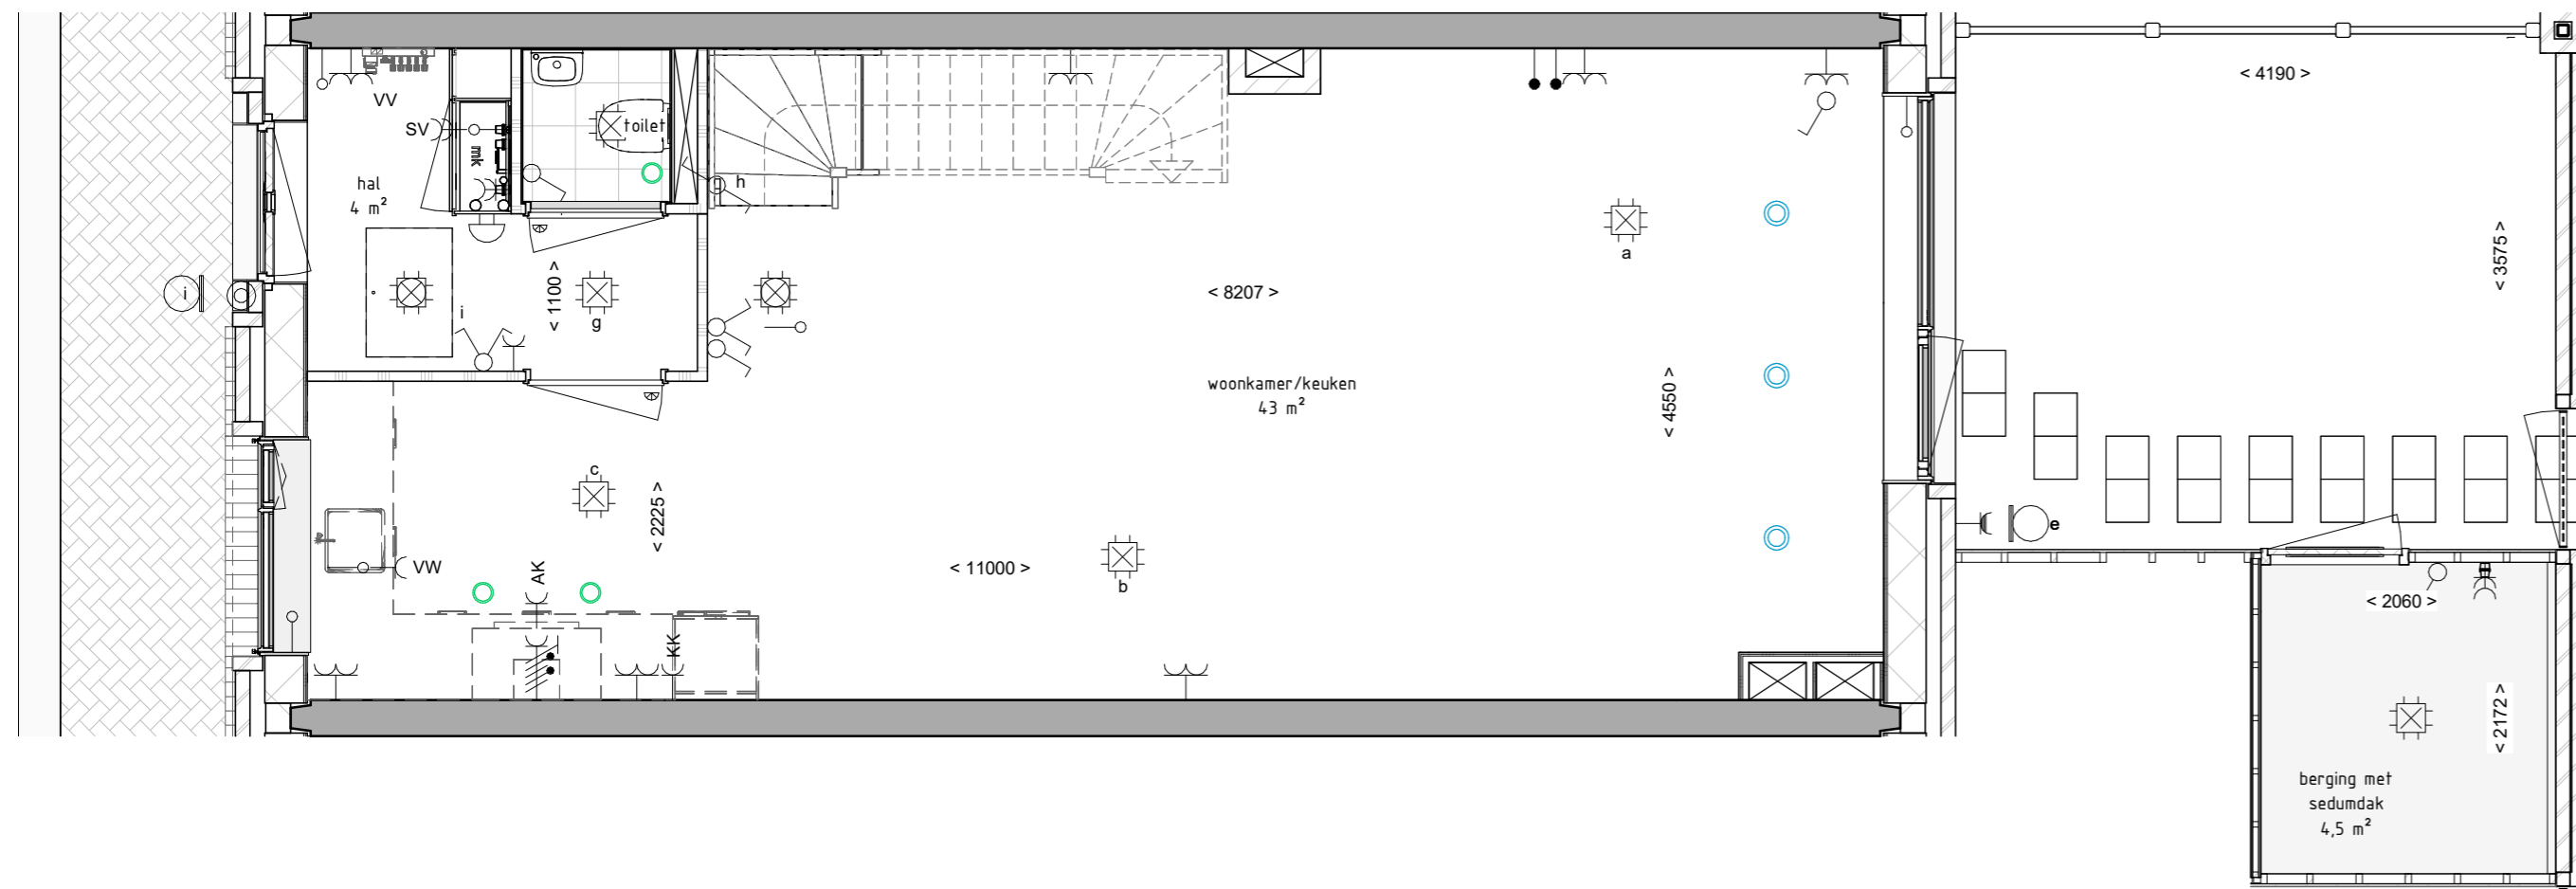 < 4190 >
VV
SV
toilet
mk
hal
4 m²
h
a
< 3575 >
i
i
< 1100 >
g
< 8207 >
woonkamer/keuken
43 m²
< 4550 >
c
< 2225 >
e
VW
AK
< 11000 >
b
< 2060 >
KK
< 2172 >
berging met
sedumdak
4,5 m²